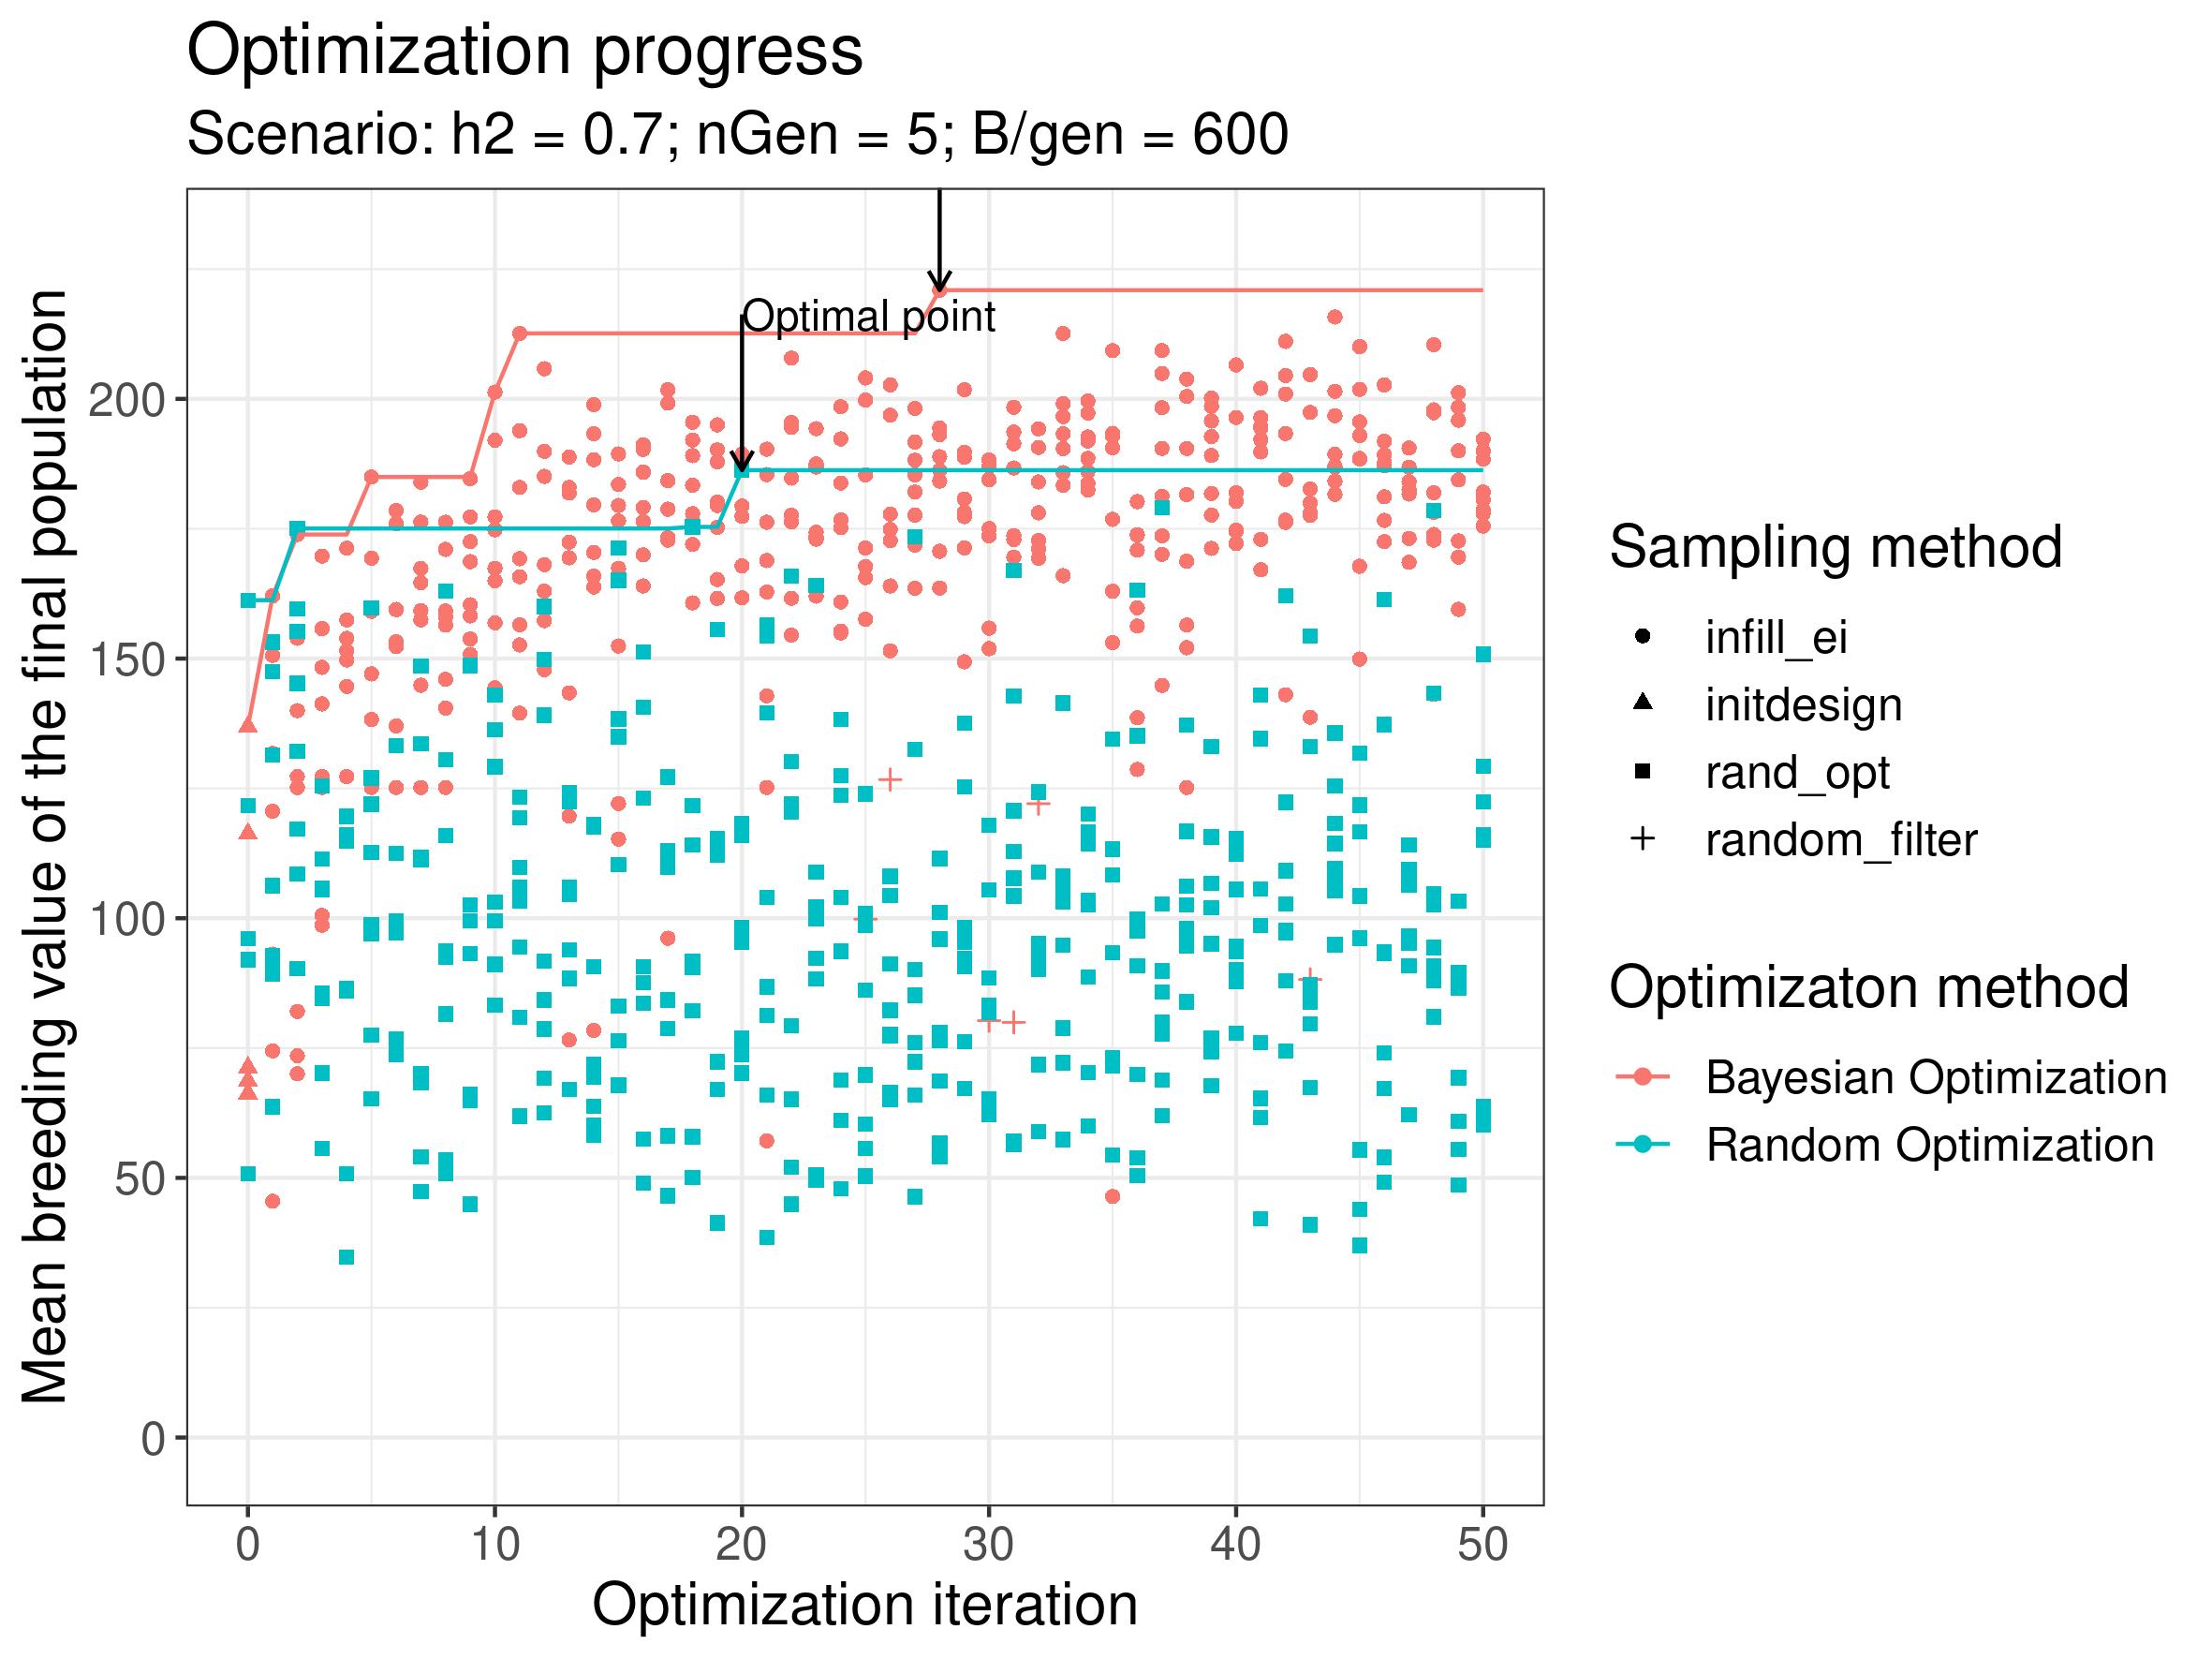 Optimization progress
Scenario: h2 = 0.7; nGen = 5; B/gen = 600
Mean breeding value of the final population
200
150
100
50
0
Optimal point
0 10 20 30 40 50
Optimization iteration
Sampling method
infill_ei
initdesign
rand_opt
random_filter
Optimizaton method
Bayesian Optimization
Random Optimization